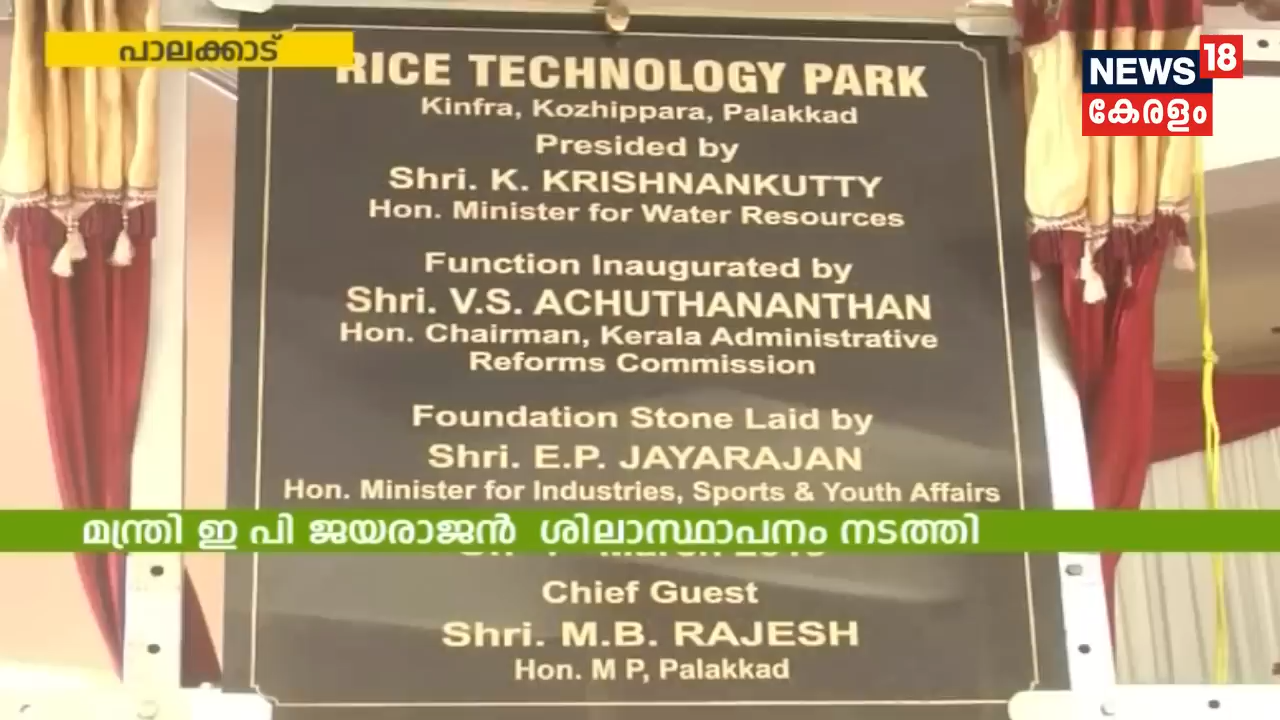 പാലക്കാട്
NEWS 18
കേരളം
RICE TECHNOLOGY PARK
Kinfra, Kozhippara, Palakkad
Presided by
Shri. K. KRISHNANKUTTY
Hon. Minister for Water Resources
Function Inaugurated by
Shri. V.S. ACHUTHANANTHAN
Hon. Chairman, Kerala Administrative
Reforms Commission
Foundation Stone Laid by
Shri. E.P. JAYARAJAN
Hon. Minister for Industries, Sports & Youth Affairs
മന്ത്രി ഇ പി ജയരാജൻ ശിലാസ്ഥാപനം നടത്തി
Chief Guest
Shri. M.B. RAJESH
Hon. M P, Palakkad